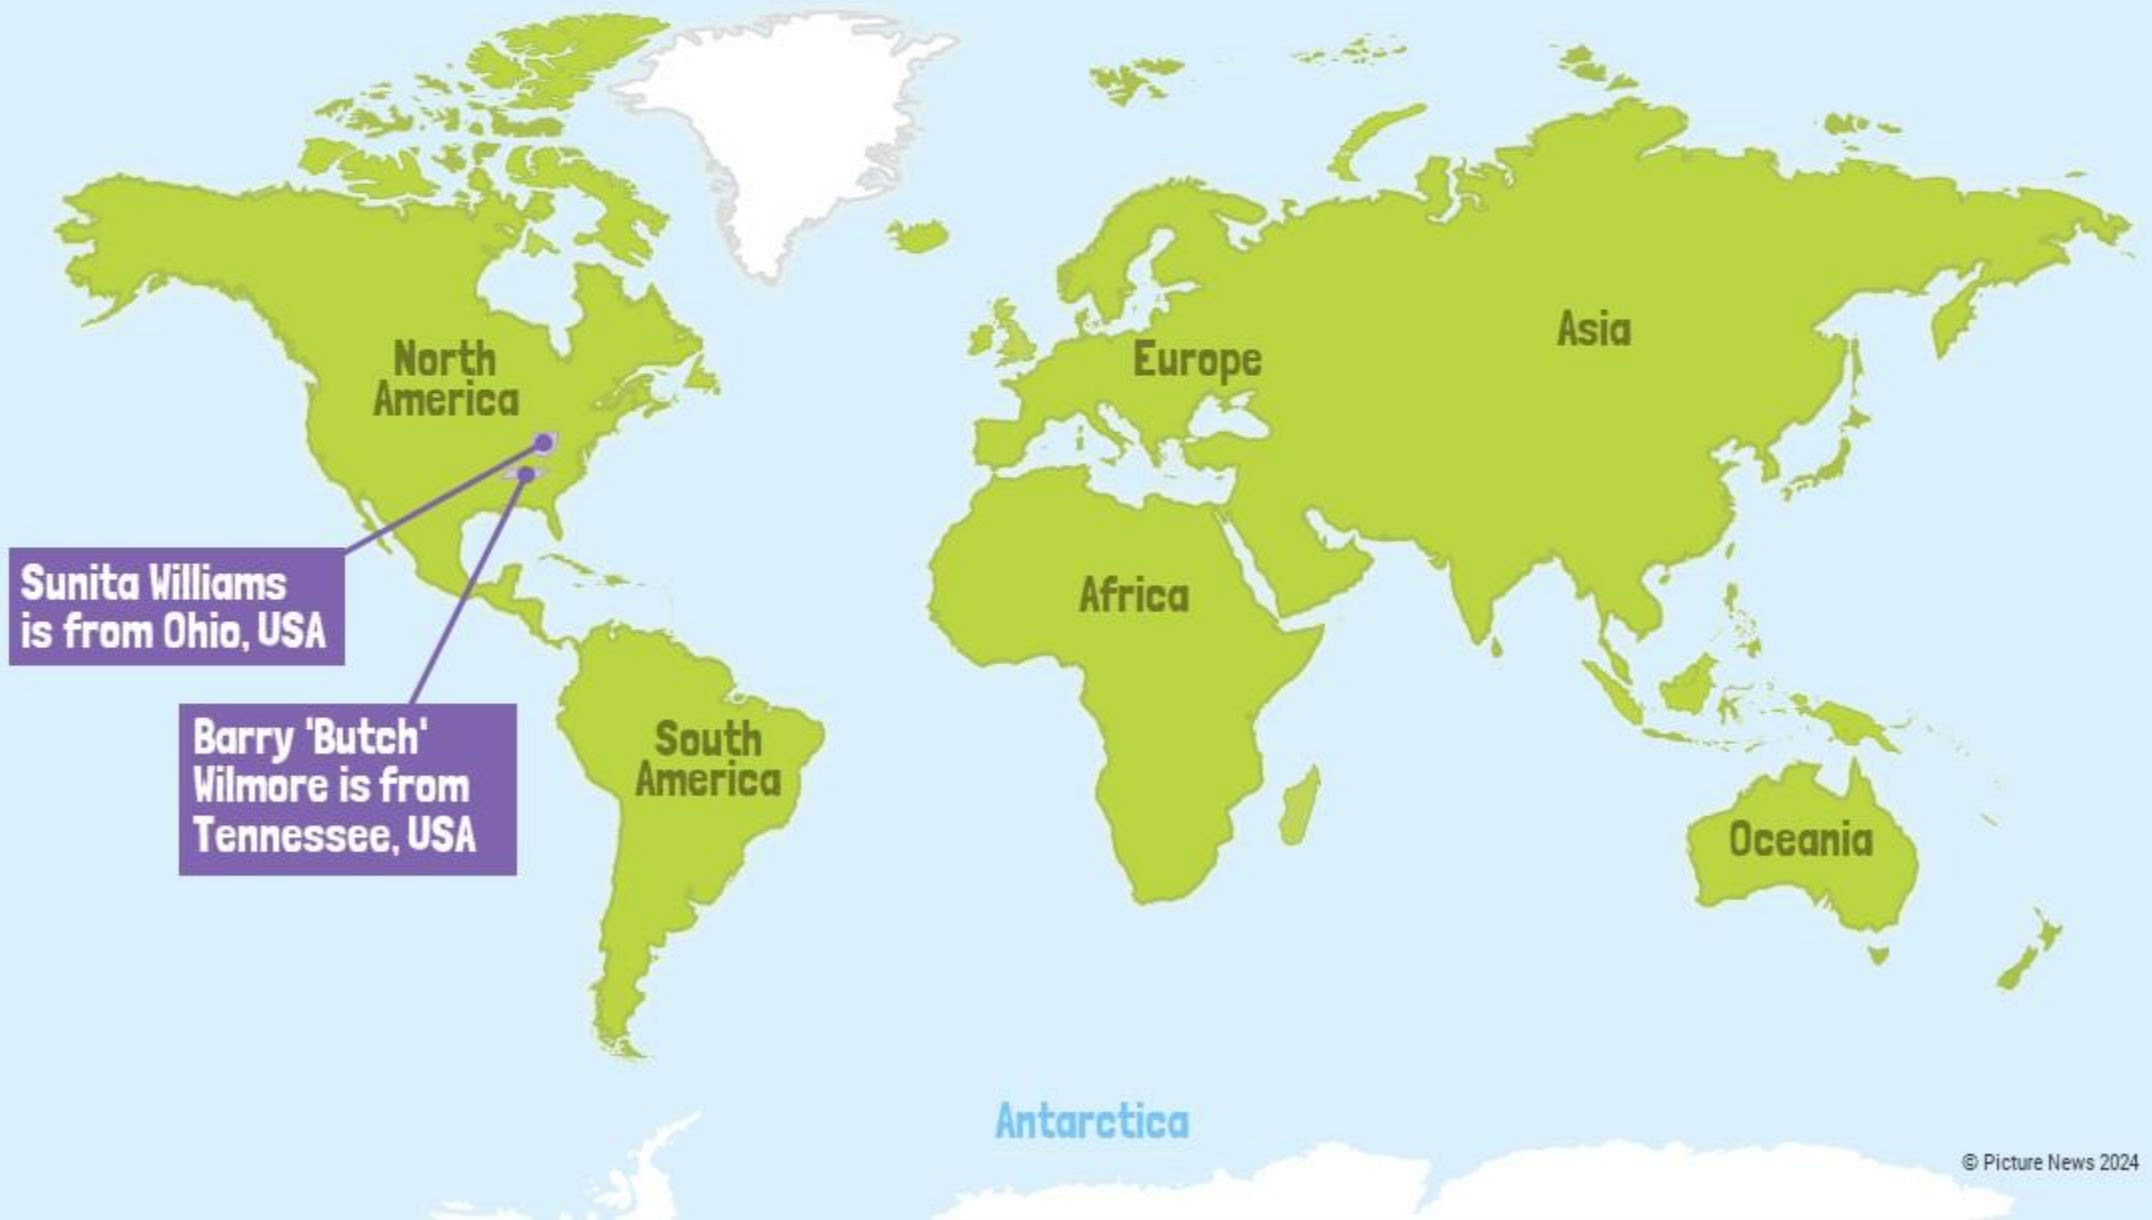 North
America
Europe
Asia
Sunita Williams
is from Ohio, USA
Africa
Barry 'Butch'
Wilmore is from
Tennessee, USA
South
America
Oceania
Antarctica
© Picture News 2024